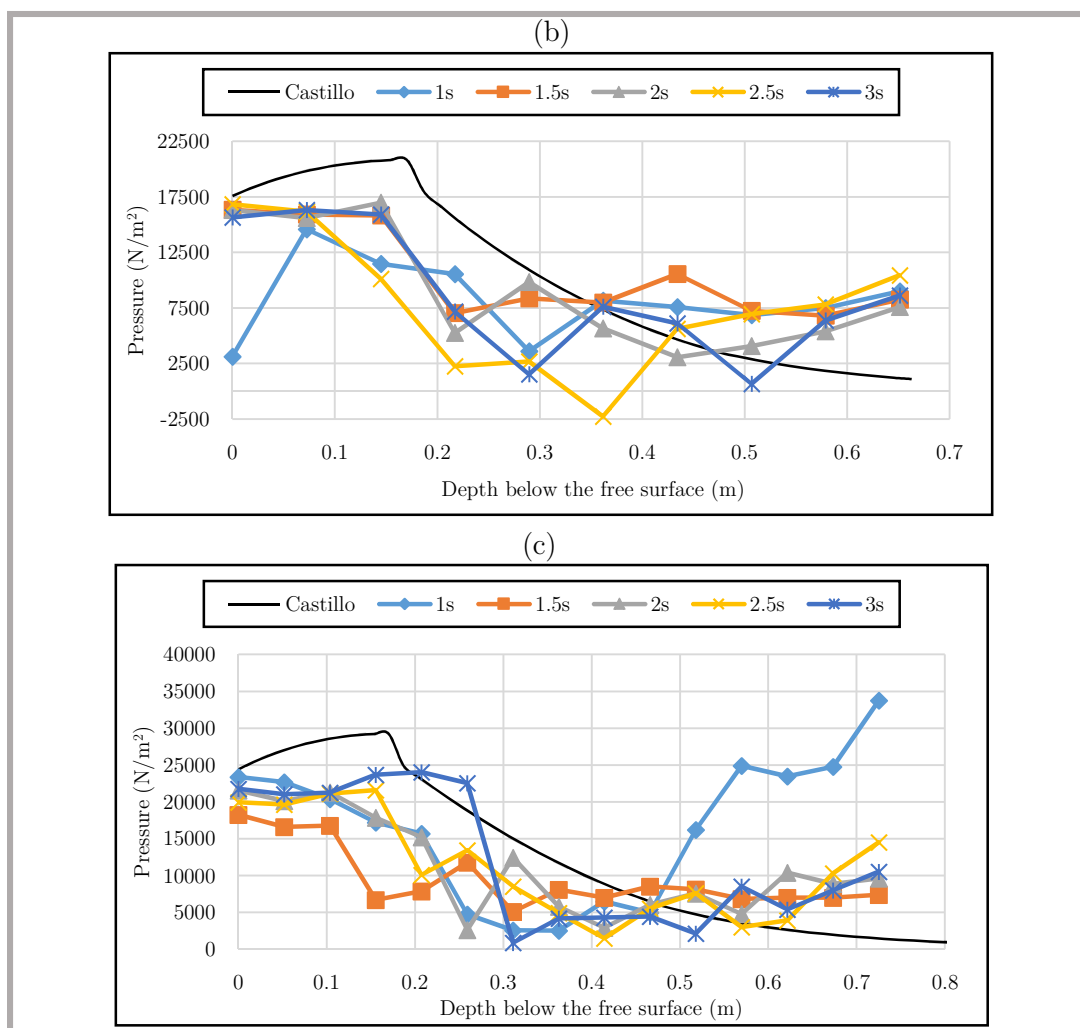 (b)
Castillo 1s 1.5s 2s 2.5s 3s
22500
17500
12500
7500
2500
-2500
Pressure (N/m²)
0 0.1 0.2 0.3 0.4 0.5 0.6 0.7
Depth below the free surface (m)
(c)
Castillo 1s 1.5s 2s 2.5s 3s
40000
35000
30000
25000
20000
15000
10000
5000
0
Pressure (N/m²)
0 0.1 0.2 0.3 0.4 0.5 0.6 0.7 0.8
Depth below the free surface (m)